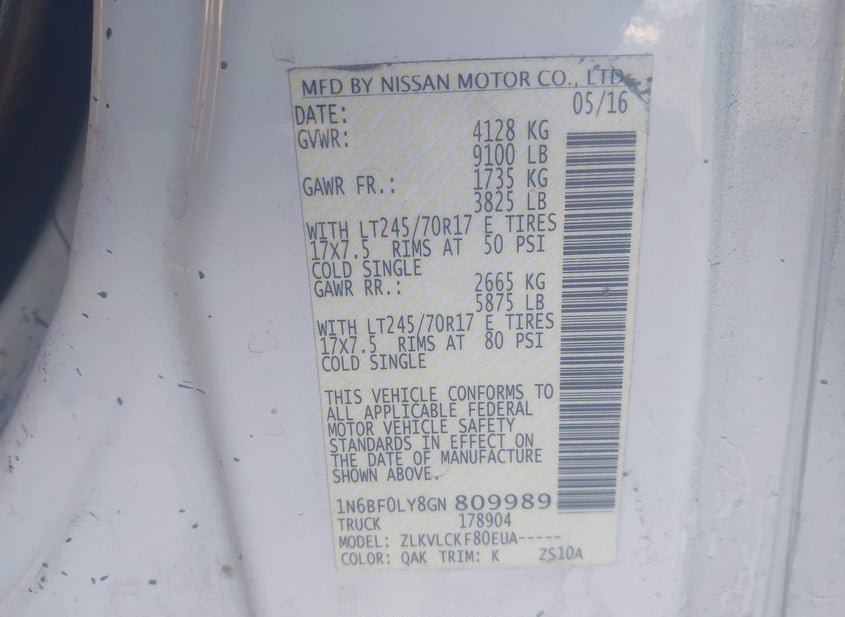 MFD BY NISSAN MOTOR CO., LTD.
DATE: 05/16
GVWR: 4128 KG
9100 LB
GAWR FR.: 1735 KG
3825 LB
WITH LT245/70R17 E TIRES
17X7.5 RIMS AT 50 PSI
COLD SINGLE
GAWR RR.: 2665 KG
5875 LB
WITH LT245/70R17 E TIRES
17X7.5 RIMS AT 80 PSI
COLD SINGLE
THIS VEHICLE CONFORMS TO
ALL APPLICABLE FEDERAL
MOTOR VEHICLE SAFETY
STANDARDS IN EFFECT ON
THE DATE OF MANUFACTURE
SHOWN ABOVE.
1N6BF0LY8GN 809989
TRUCK 178904
MODEL: ZLKVLCKF80EUA-----
COLOR: QAK TRIM: K ZS10A